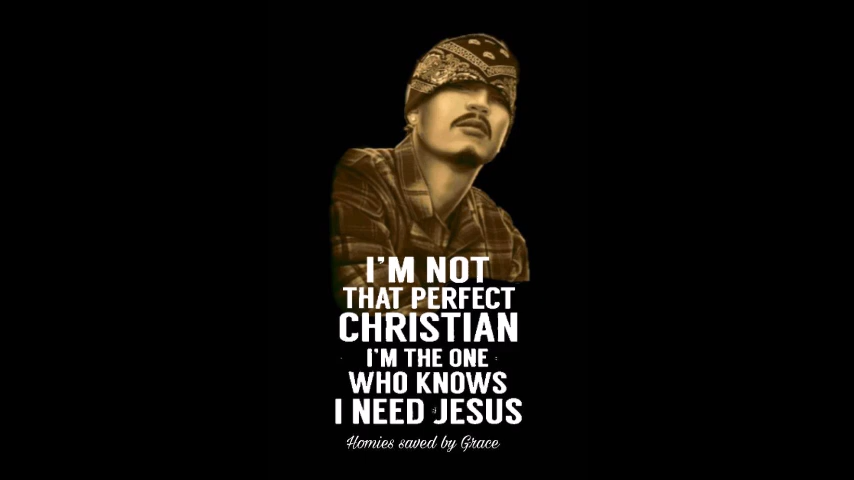 I'M NOT
THAT PERFECT
CHRISTIAN
I'M THE ONE
WHO KNOWS
I NEED JESUS
Homies saved by Grace